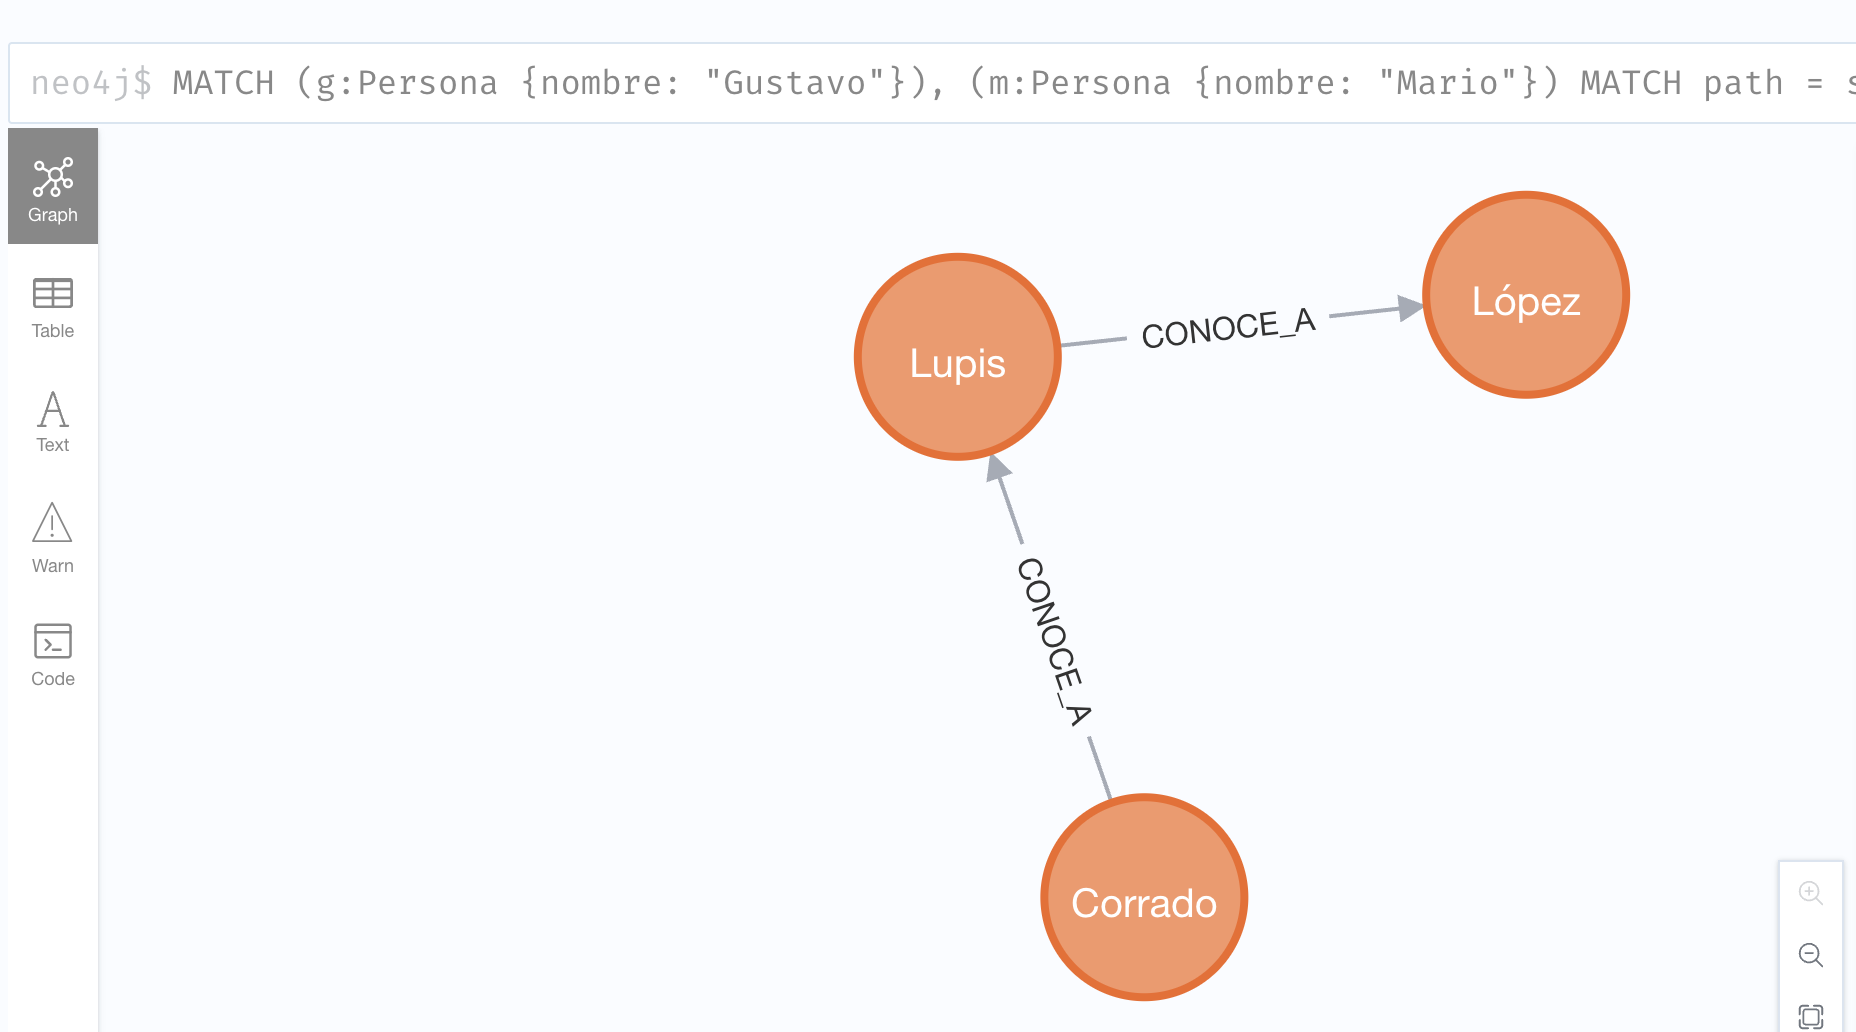 neo4j$ MATCH (g:Persona {nombre: "Gustavo"}), (m:Persona {nombre: "Mario"}) MATCH path = s
Graph
Table
Text
Warn
Code
Lupis
CONOCE_A
López
CONOCE_A
Corrado